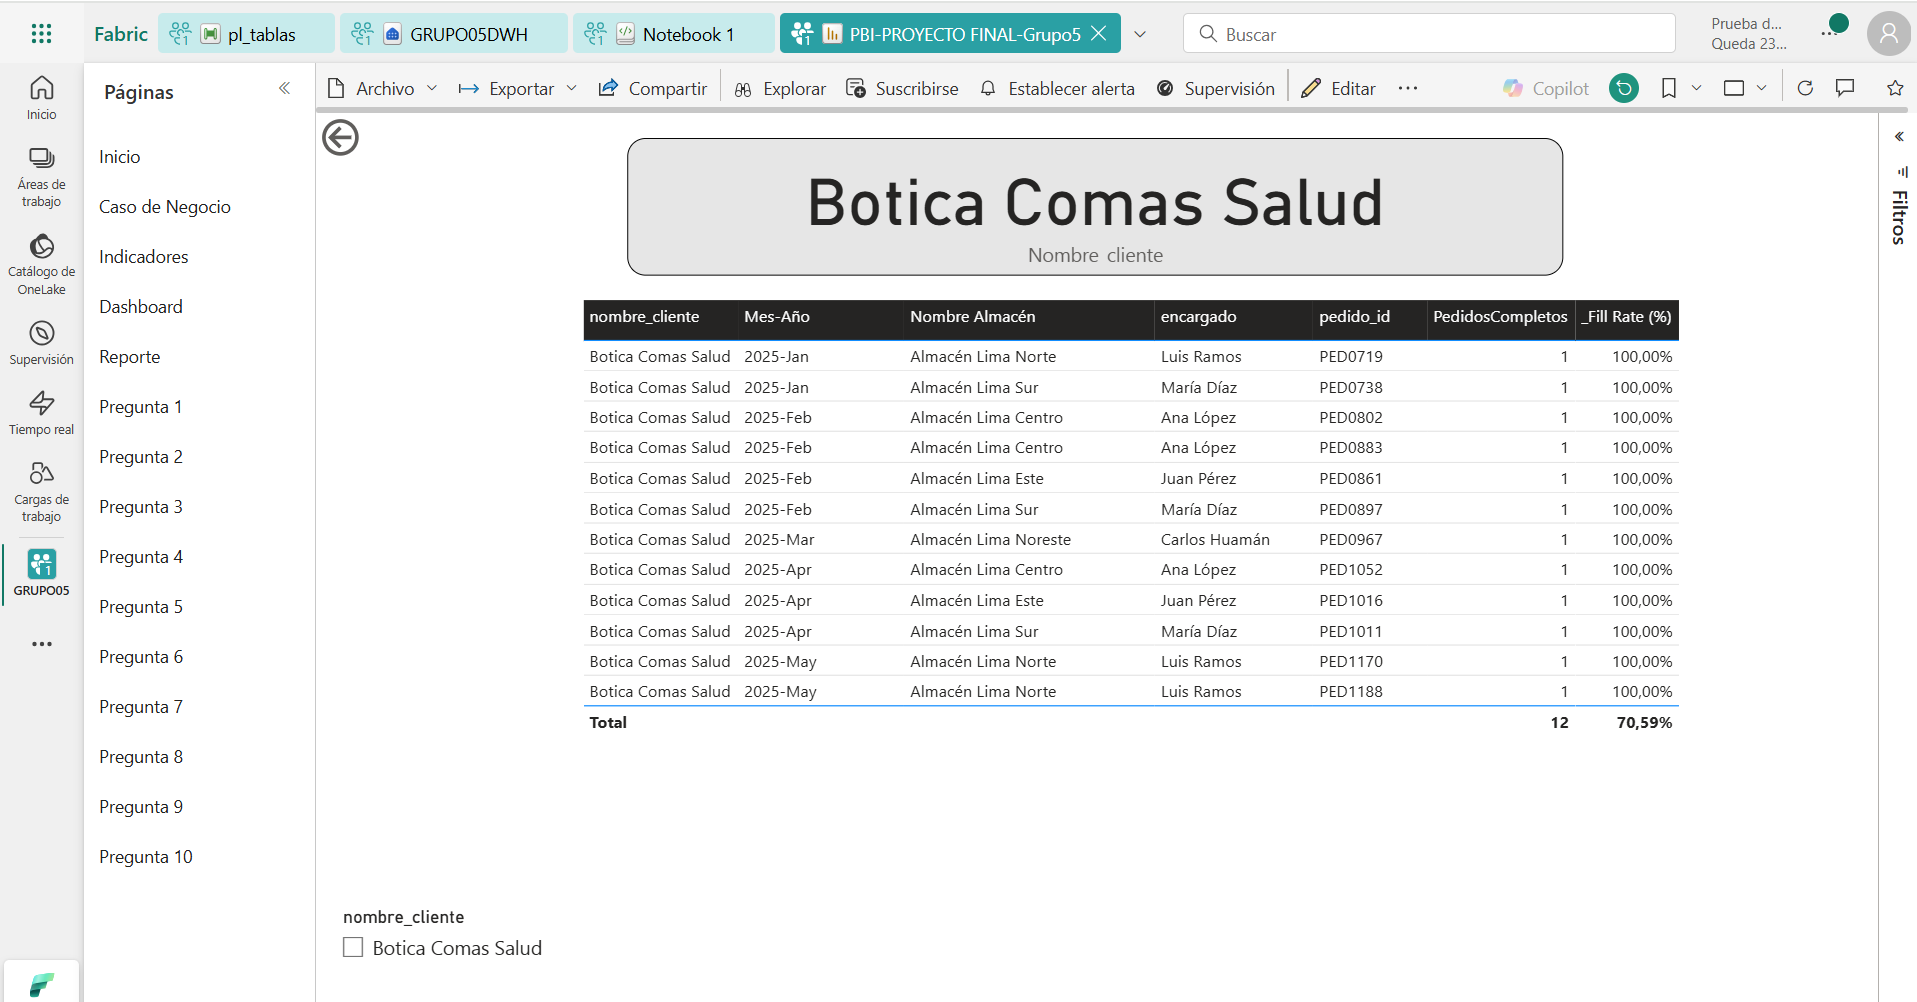 Fabric
pl_tablas
GRUPO05DWH
Notebook 1
PBI-PROYECTO FINAL-Grupo5
Buscar
Prueba d...
Queda 23...
Inicio
Áreas de
trabajo
Catálogo de
OneLake
Supervisión
Tiempo real
Cargas de
trabajo
GRUPO05
Páginas
Inicio
Caso de Negocio
Indicadores
Dashboard
Reporte
Pregunta 1
Pregunta 2
Pregunta 3
Pregunta 4
Pregunta 5
Pregunta 6
Pregunta 7
Pregunta 8
Pregunta 9
Pregunta 10
Archivo Exportar Compartir Explorar Suscribirse Establecer alerta Supervisión Editar ... Copilot
Botica Comas Salud
Nombre cliente
nombre_cliente Mes-Año Nombre Almacén encargado pedido_id PedidosCompletos _Fill Rate (%)
Botica Comas Salud 2025-Jan Almacén Lima Norte Luis Ramos PED0719 1 100,00%
Botica Comas Salud 2025-Jan Almacén Lima Sur María Díaz PED0738 1 100,00%
Botica Comas Salud 2025-Feb Almacén Lima Centro Ana López PED0802 1 100,00%
Botica Comas Salud 2025-Feb Almacén Lima Centro Ana López PED0883 1 100,00%
Botica Comas Salud 2025-Feb Almacén Lima Este Juan Pérez PED0861 1 100,00%
Botica Comas Salud 2025-Feb Almacén Lima Sur María Díaz PED0897 1 100,00%
Botica Comas Salud 2025-Mar Almacén Lima Noreste Carlos Huamán PED0967 1 100,00%
Botica Comas Salud 2025-Apr Almacén Lima Centro Ana López PED1052 1 100,00%
Botica Comas Salud 2025-Apr Almacén Lima Este Juan Pérez PED1016 1 100,00%
Botica Comas Salud 2025-Apr Almacén Lima Sur María Díaz PED1011 1 100,00%
Botica Comas Salud 2025-May Almacén Lima Norte Luis Ramos PED1170 1 100,00%
Botica Comas Salud 2025-May Almacén Lima Norte Luis Ramos PED1188 1 100,00%
Total 12 70,59%
nombre_cliente
Botica Comas Salud
Filtros